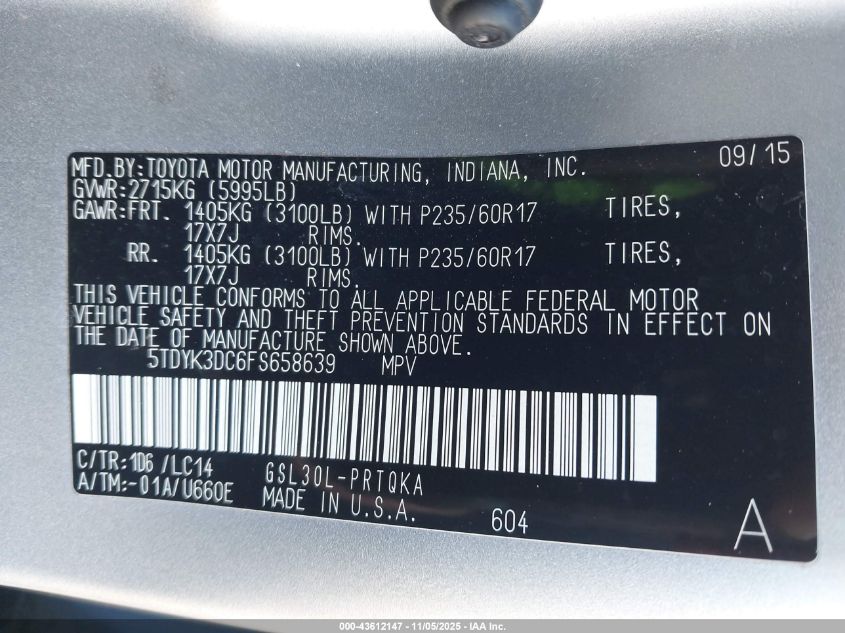 MFD.BY:TOYOTA MOTOR MANUFACTURING, INDIANA, INC. 09/15
GVWR:2715KG (5995LB)
GAWR:FRT. 1405KG (3100LB) WITH P235/60R17 TIRES,
17X7J RIMS.
RR. 1405KG (3100LB) WITH P235/60R17 TIRES,
17X7J RIMS.
THIS VEHICLE CONFORMS TO ALL APPLICABLE FEDERAL MOTOR
VEHICLE SAFETY AND THEFT PREVENTION STANDARDS IN EFFECT ON
THE DATE OF MANUFACTURE SHOWN ABOVE.
5TDYK3DC6FS658639 MPV
C/TR:1D6 /LC14 GSL30L-PRTQKA
A/TM:-01A/U660E MADE IN U.S.A. 604 A
000-43612147 - 11/05/2025 - IAA Inc.